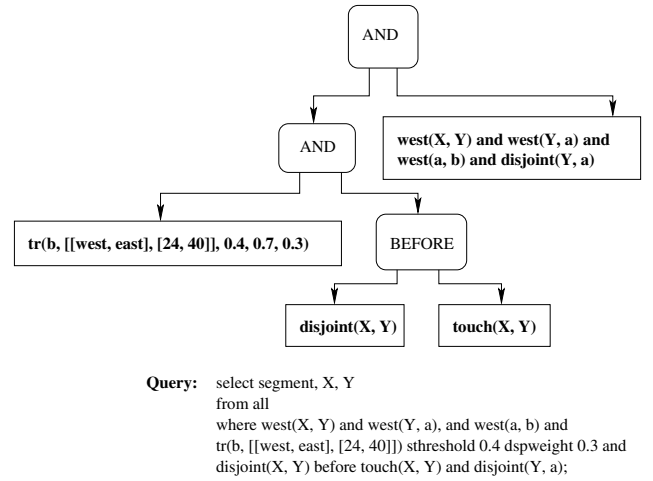 AND
AND
west(X, Y) and west(Y, a) and
west(a, b) and disjoint(Y, a)
tr(b, [[west, east], [24, 40]], 0.4, 0.7, 0.3)
BEFORE
disjoint(X, Y)
touch(X, Y)
Query: select segment, X, Y
from all
where west(X, Y) and west(Y, a), and west(a, b) and
tr(b, [[west, east], [24, 40]]) sthreshold 0.4 dspweight 0.3 and
disjoint(X, Y) before touch(X, Y) and disjoint(Y, a);